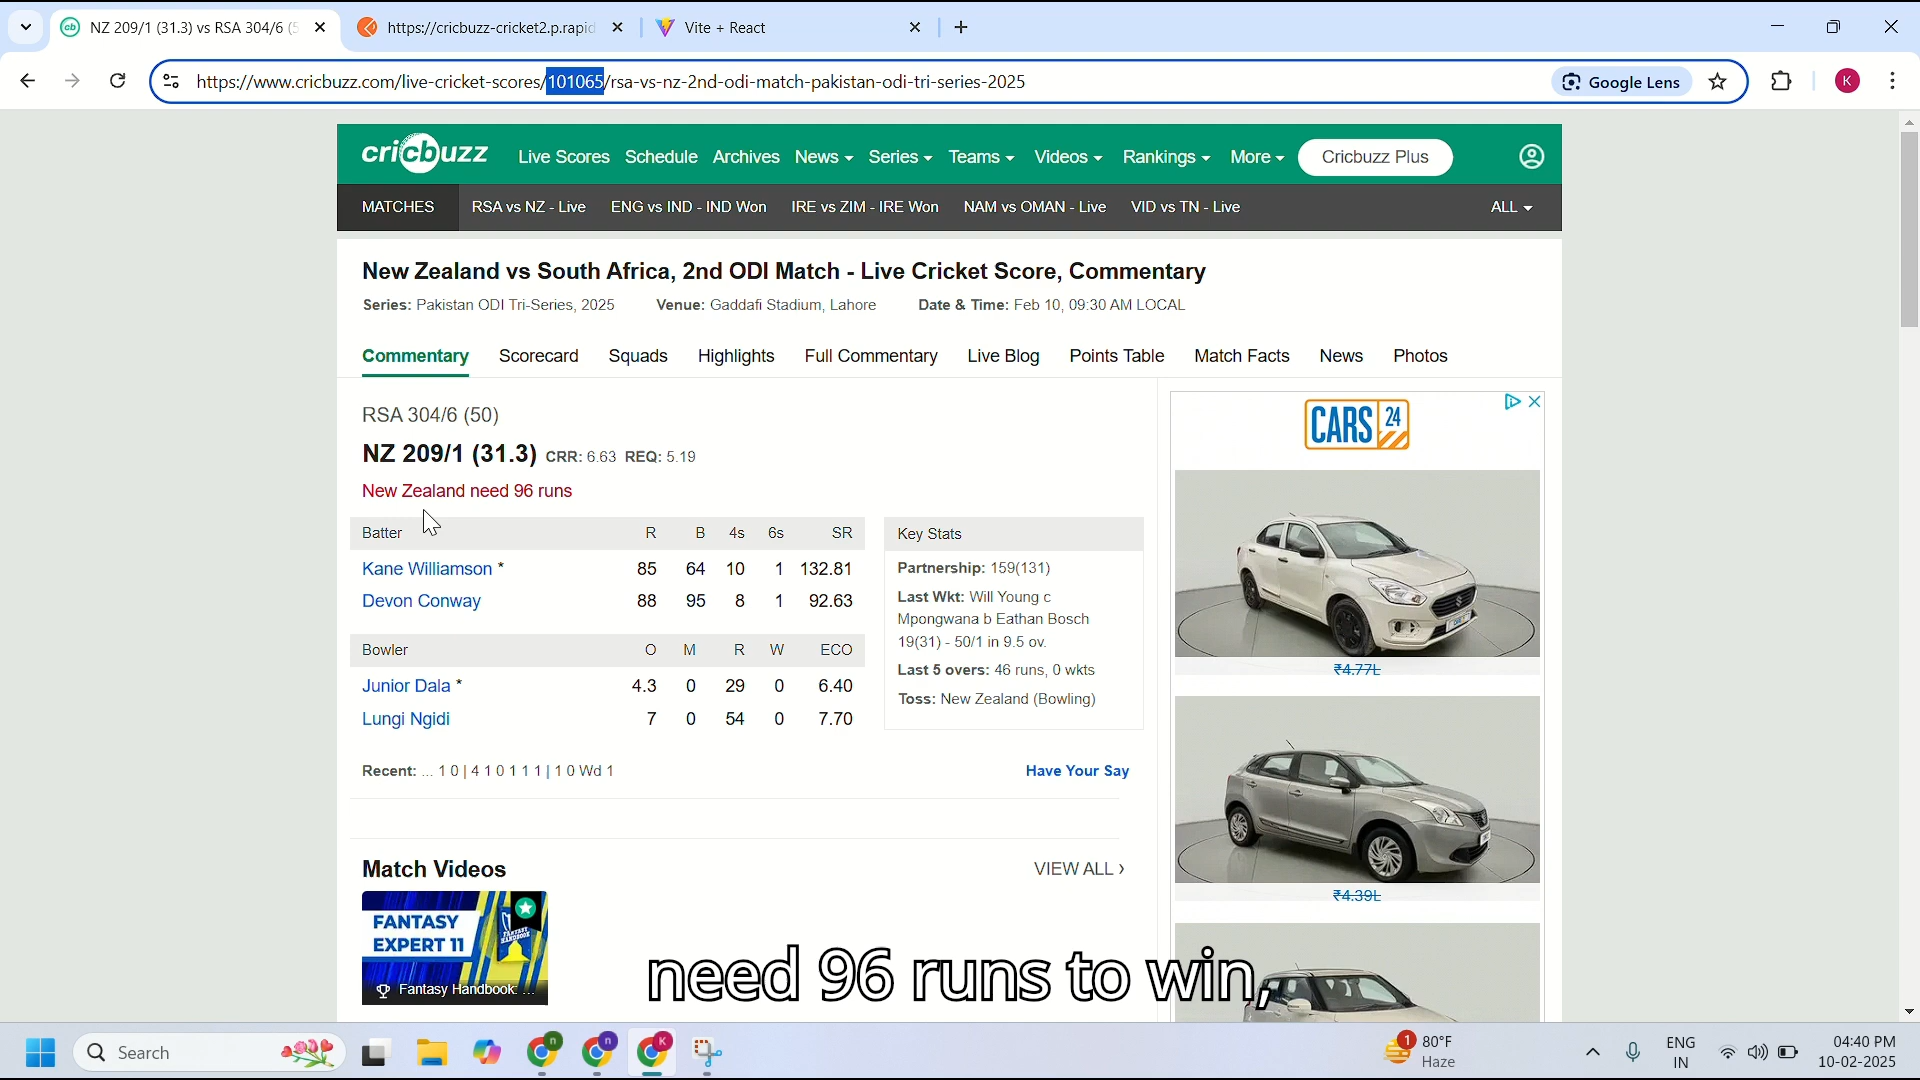 NZ 209/1 (31.3) vs RSA 304/6 (5
https://cricbuzz-cricket2.p.rapid
Vite + React
https://www.cricbuzz.com/live-cricket-scores/101065/rsa-vs-nz-2nd-odi-match-pakistan-odi-tri-series-2025
Google Lens
K
cricbuzz
Live Scores Schedule Archives News Series Teams Videos Rankings More Cricbuzz Plus
MATCHES RSA vs NZ - Live ENG vs IND - IND Won IRE vs ZIM - IRE Won NAM vs OMAN - Live VID vs TN - Live ALL
New Zealand vs South Africa, 2nd ODI Match - Live Cricket Score, Commentary
Series: Pakistan ODI Tri-Series, 2025 Venue: Gaddafi Stadium, Lahore Date & Time: Feb 10, 09:30 AM LOCAL
Commentary Scorecard Squads Highlights Full Commentary Live Blog Points Table Match Facts News Photos
RSA 304/6 (50)
NZ 209/1 (31.3) CRR: 6.63 REQ: 5.19
New Zealand need 96 runs
Batter R B 4s 6s SR
Kane Williamson * 85 64 10 1 132.81
Devon Conway 88 95 8 1 92.63
Bowler O M R W ECO
Junior Dala * 4.3 0 29 0 6.40
Lungi Ngidi 7 0 54 0 7.70
Key Stats
Partnership: 159(131)
Last Wkt: Will Young c
Mpongwana b Eathan Bosch
19(31) - 50/1 in 9.5 ov.
Last 5 overs: 46 runs, 0 wkts
Toss: New Zealand (Bowling)
Recent: ... 1 0 | 4 1 0 1 1 1 | 1 0 Wd 1
Have Your Say
CARS 24
₹4.77L
₹4.39L
Match Videos
VIEW ALL ›
FANTASY
EXPERT 11
Fantasy Handbook: ...
need 96 runs to win,
Search
1
80°F
Haze
ENG
IN
04:40 PM
10-02-2025